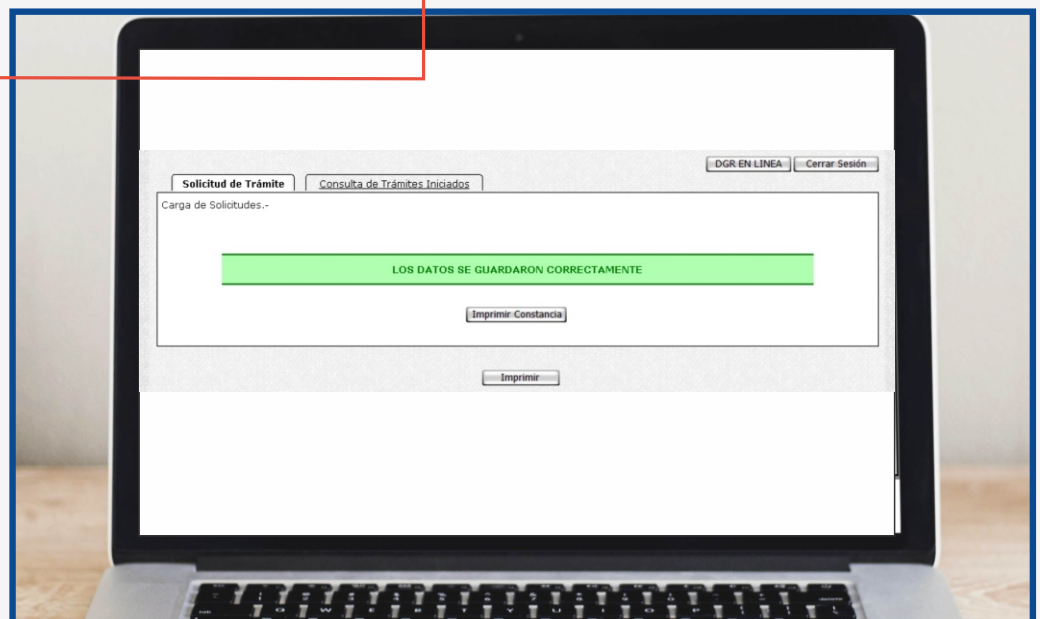 DGR EN LINEA Cerrar Sesión
Solicitud de Trámite Consulta de Trámites Iniciados
Carga de Solicitudes.-
LOS DATOS SE GUARDARON CORRECTAMENTE
Imprimir Constancia
Imprimir